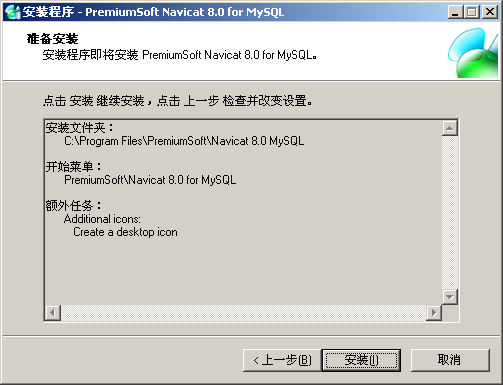 安装程序 - PremiumSoft Navicat 8.0 for MySQL
准备安装
安装程序即将安装 PremiumSoft Navicat 8.0 for MySQL。
点击 安装 继续安装，点击 上一步 检查并改变设置。
安装文件夹：
C:\Program Files\PremiumSoft\Navicat 8.0 MySQL
开始菜单：
PremiumSoft\Navicat 8.0 for MySQL
额外任务：
Additional icons:
Create a desktop icon
<上一步(B) 安装(I) 取消